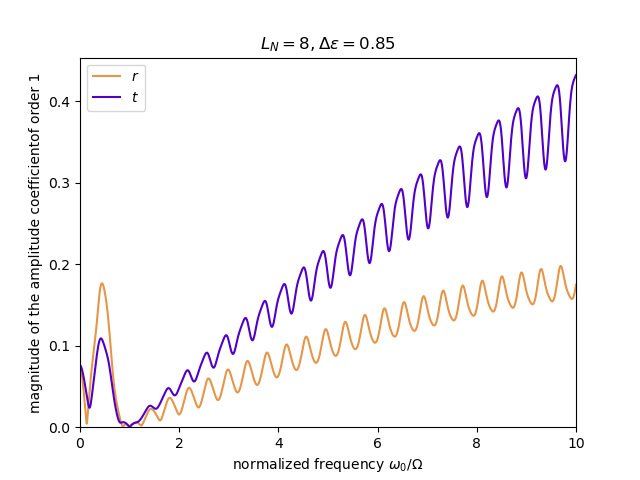 L_N = 8, Δε = 0.85
magnitude of the amplitude coefficientof order 1
r
t
0.4
0.3
0.2
0.1
0.0
0 2 4 6 8 10
normalized frequency ω₀/Ω